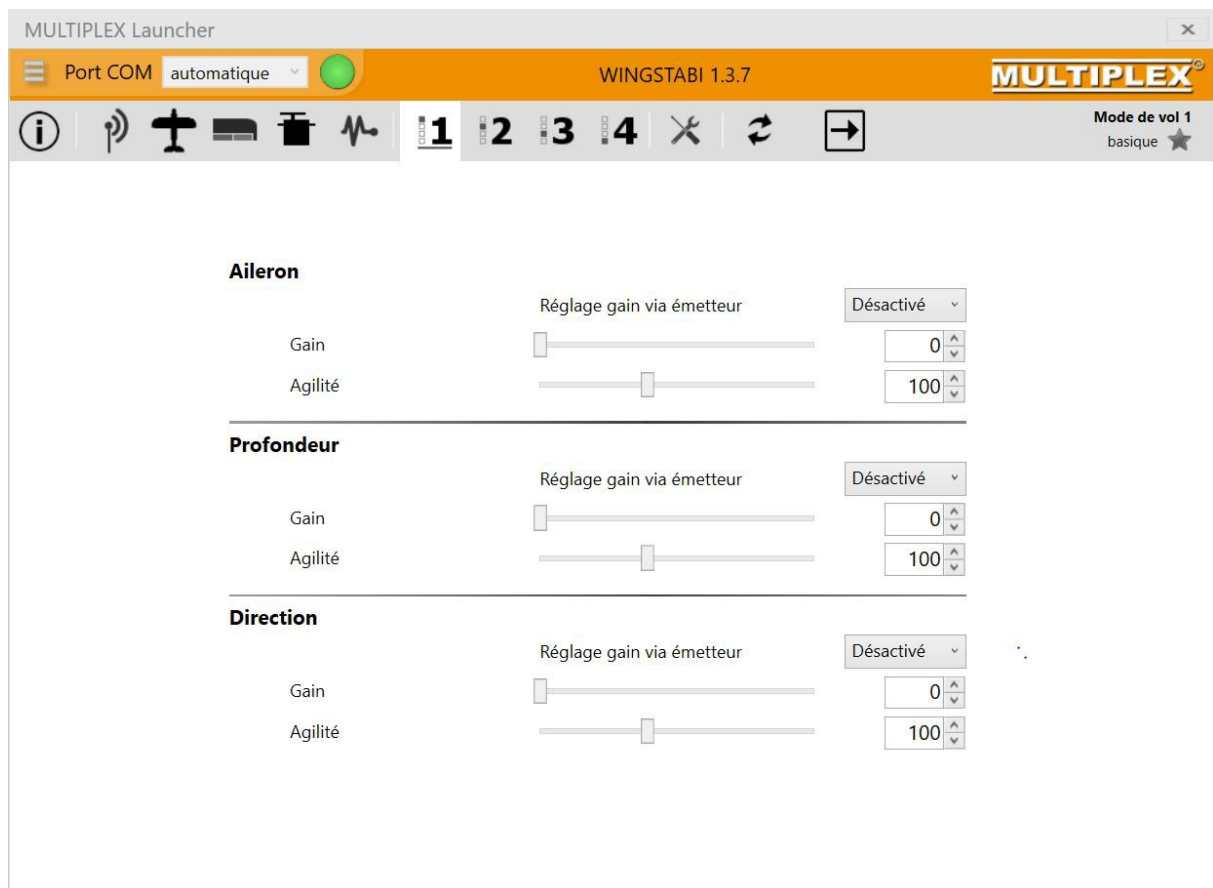 MULTIPLEX Launcher
Port COM automatique WINGSTABI 1.3.7 MULTIPLEX®
1 2 3 4 Mode de vol 1
basique
Aileron
Réglage gain via émetteur Désactivé
Gain 0
Agilité 100
Profondeur
Réglage gain via émetteur Désactivé
Gain 0
Agilité 100
Direction
Réglage gain via émetteur Désactivé
Gain 0
Agilité 100